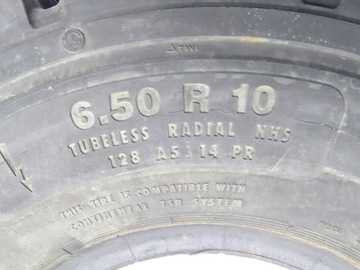 TWI
6.50 R 10
TUBELESS RADIAL NHS
128 A5 14 PR
THIS TIRE IS COMPATIBLE WITH
CONTINENTAL TSR SYSTEM